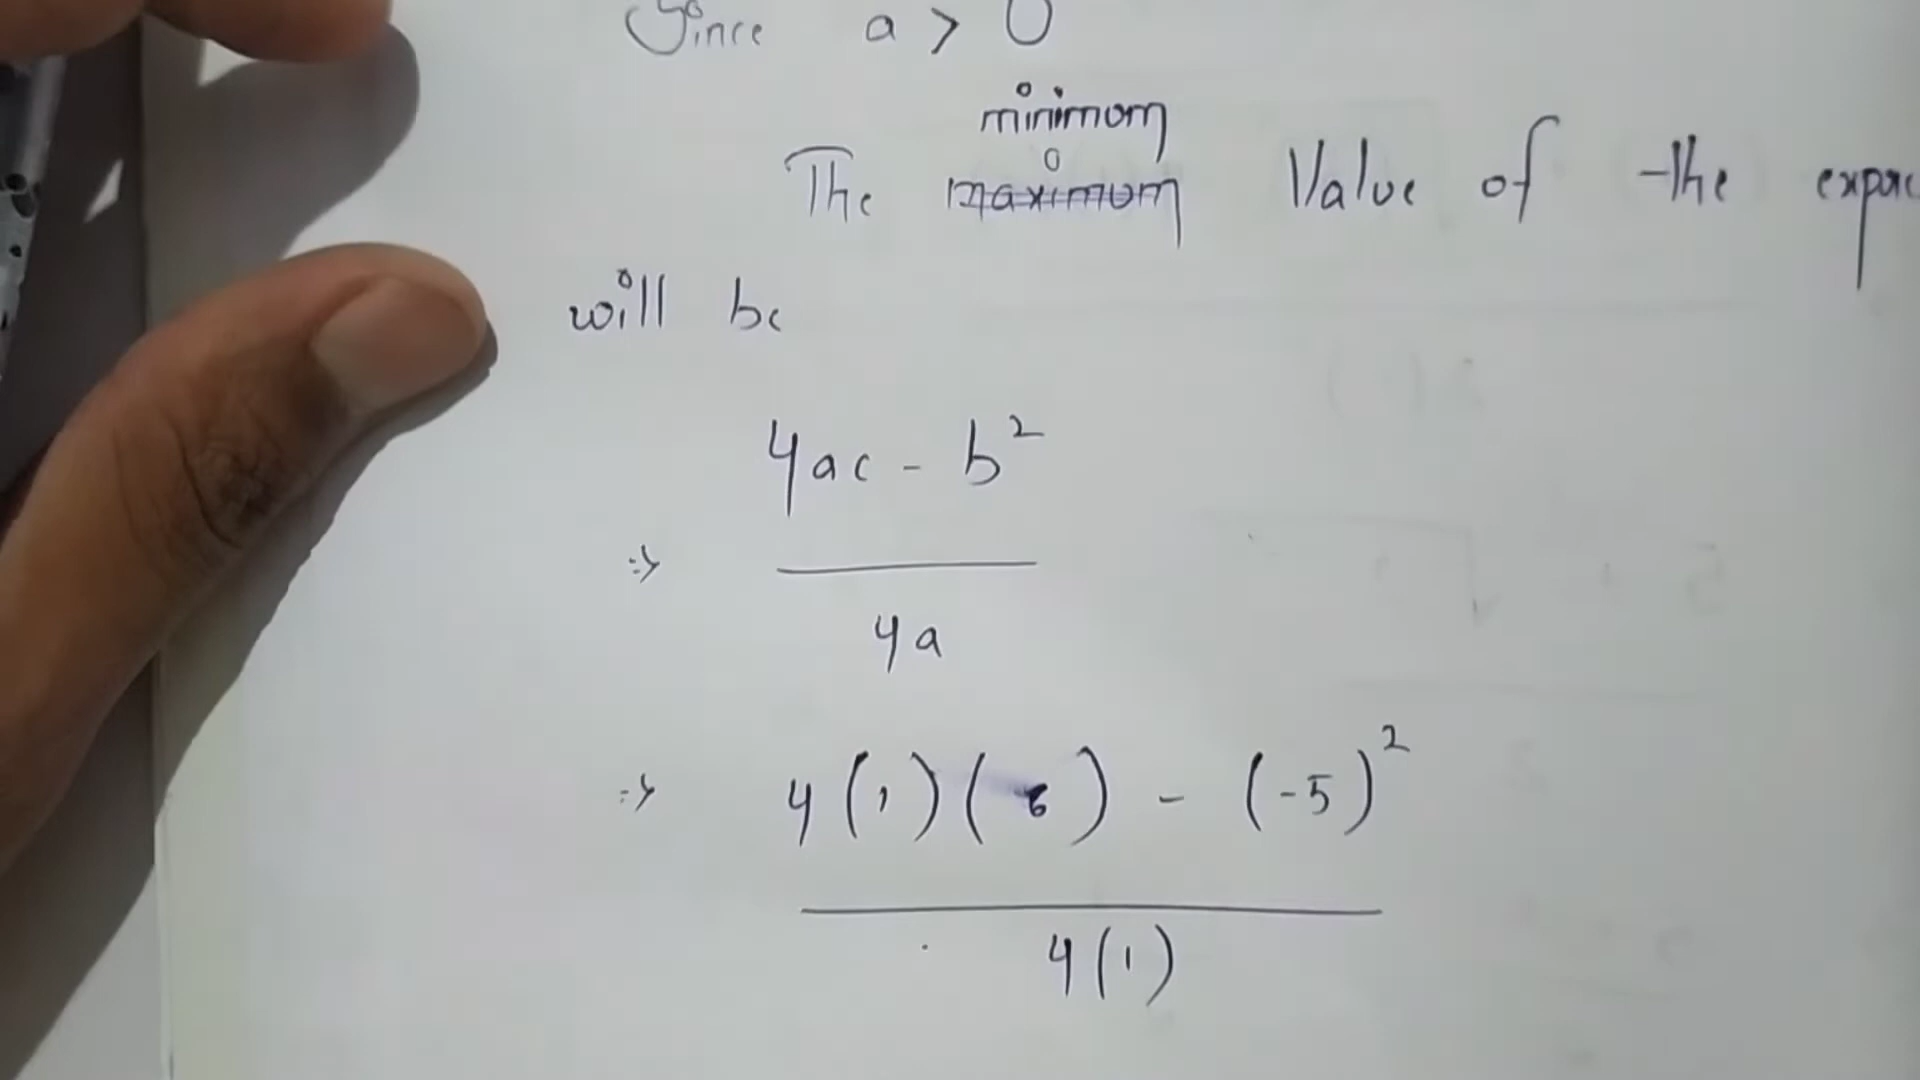 Since a > 0
minimum
The maximum Value of the expre
will be
4ac - b²
⇒ ———
4a
⇒ 4(1)(6) - (-5)²
———
4(1)